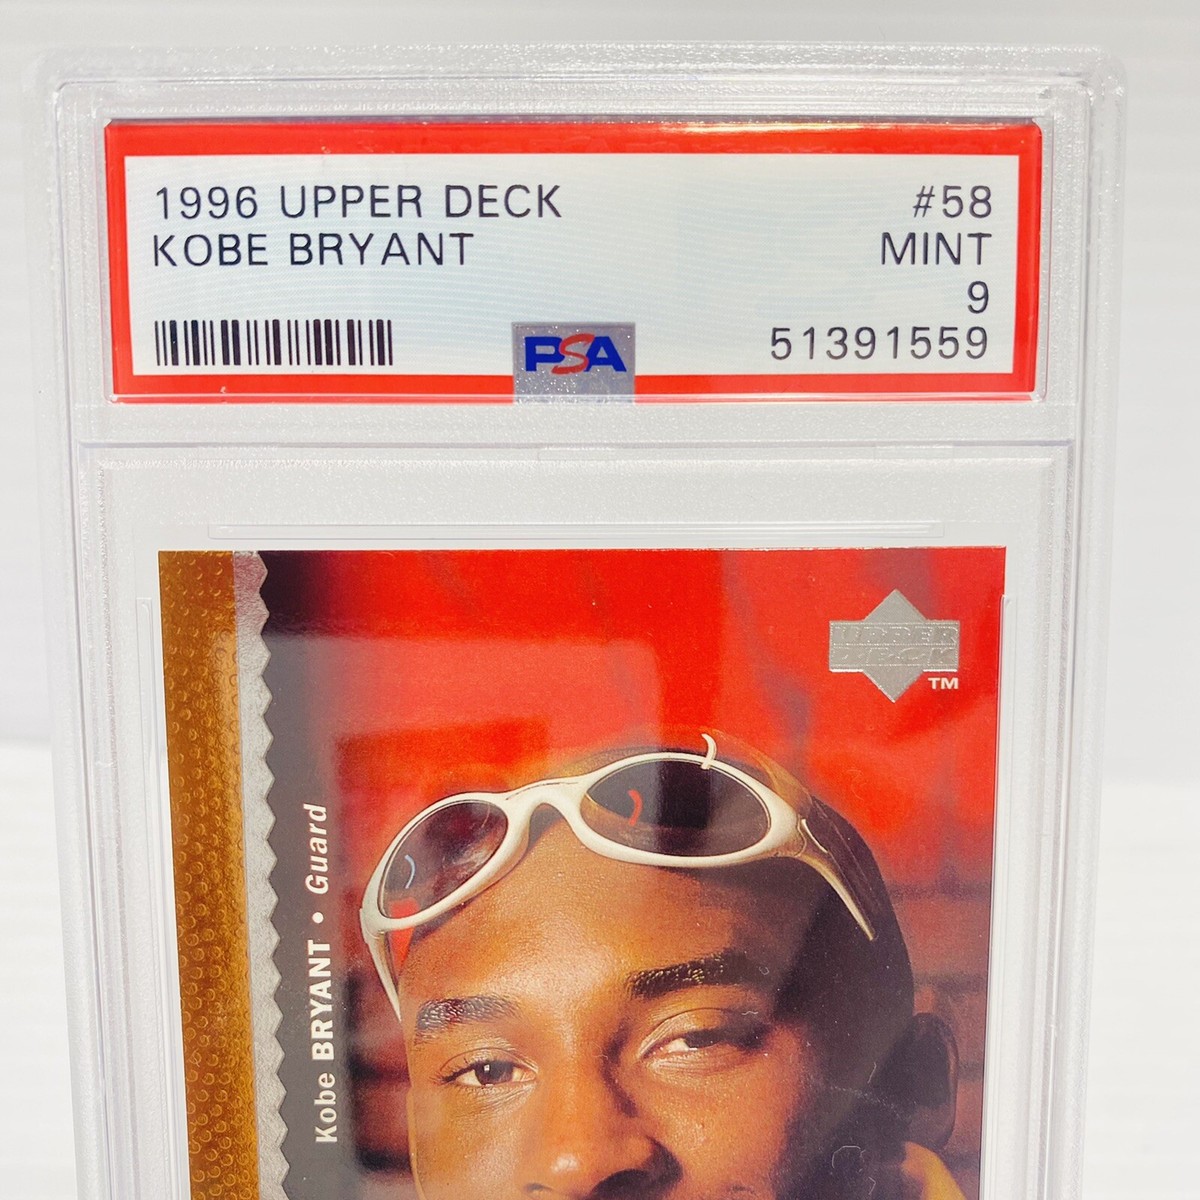 1996 UPPER DECK #58
KOBE BRYANT MINT
9
PSA 51391559
UPPER
DECK
TM
Kobe BRYANT • Guard